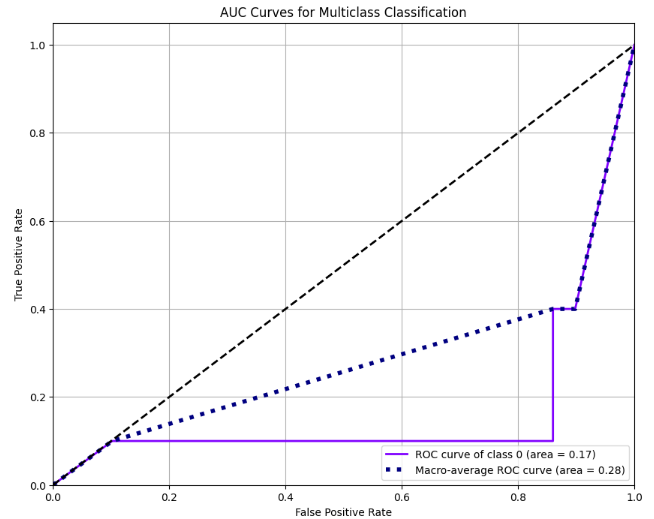 AUC Curves for Multiclass Classification
1.0
0.8
0.6
0.4
0.2
0.0
True Positive Rate
ROC curve of class 0 (area = 0.17)
Macro-average ROC curve (area = 0.28)
0.0 0.2 0.4 0.6 0.8 1.0
False Positive Rate